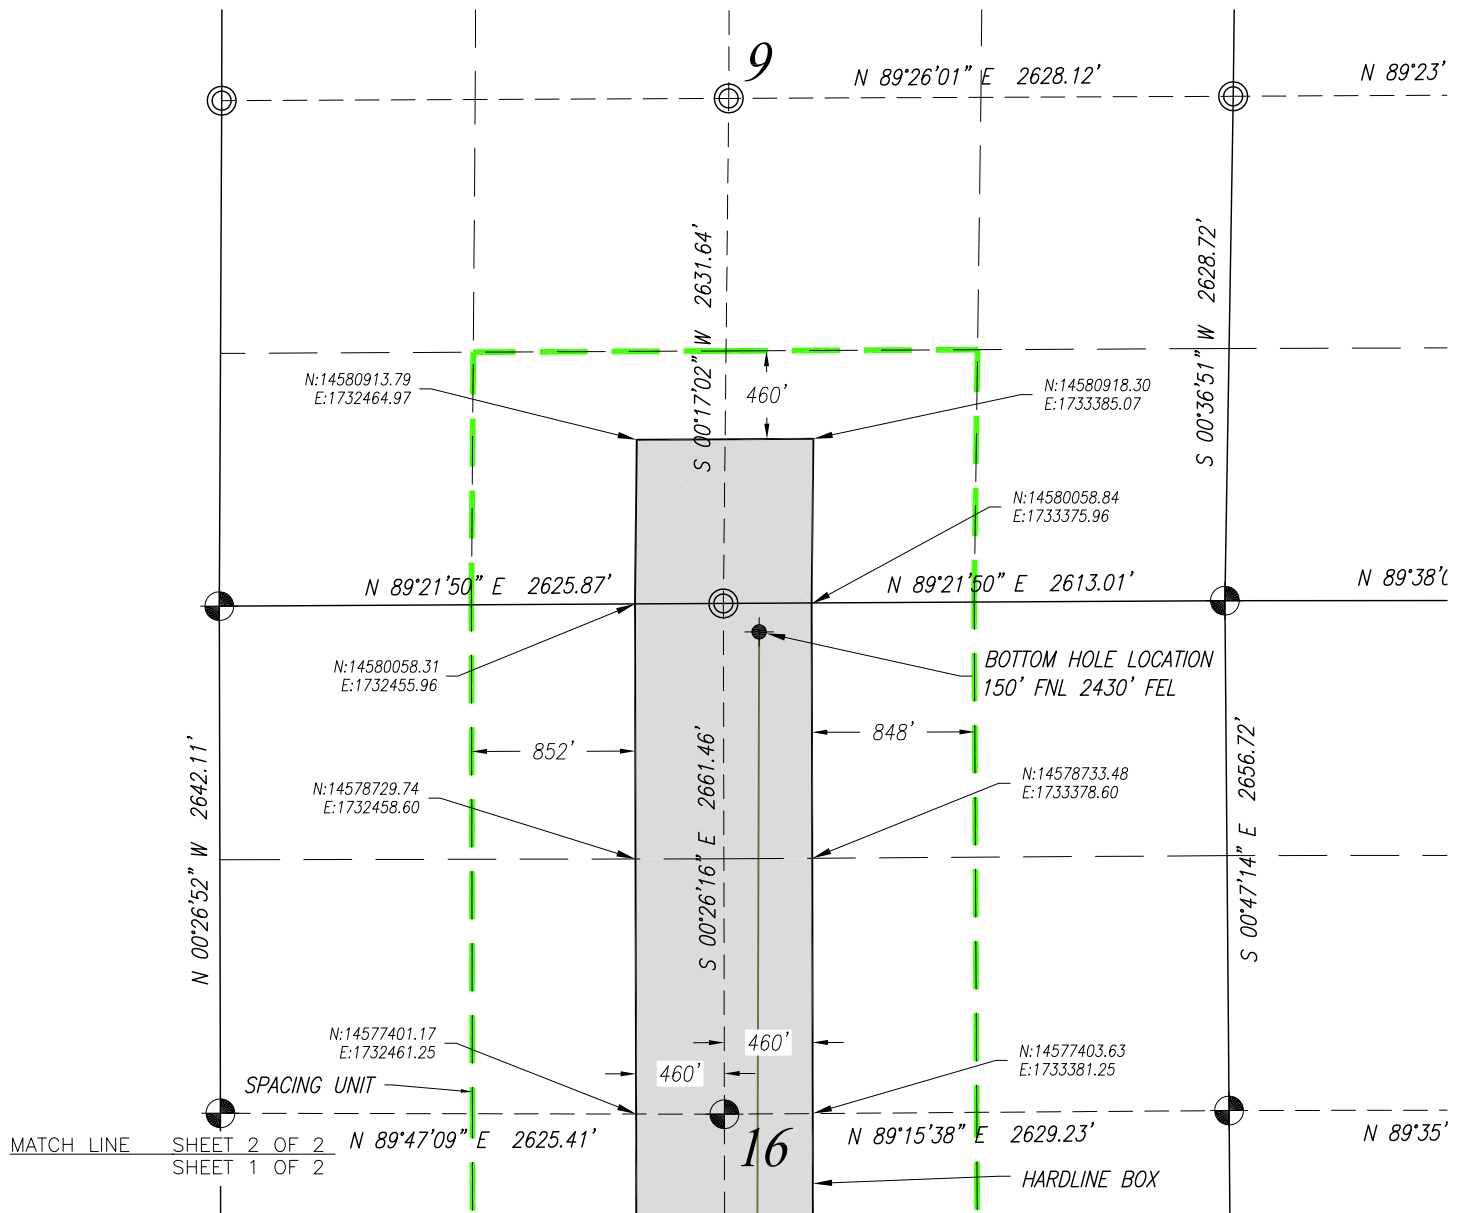 9
N 89°26'01" E 2628.12'
N 89°23'
S 00°17'02" W 2631.64'
S 00°36'51" W 2628.72'
N:14580913.79
E:1732464.97
460'
N:14580918.30
E:1733385.07
N:14580058.84
E:1733375.96
N 89°21'50" E 2625.87'
N 89°21'50" E 2613.01'
N 89°38'0
N:14580058.31
E:1732455.96
BOTTOM HOLE LOCATION
150' FNL 2430' FEL
852'
848'
N 00°26'52" W 2642.11'
S 00°26'16" E 2661.46'
S 00°47'14" E 2656.72'
N:14578729.74
E:1732458.60
N:14578733.48
E:1733378.60
N:14577401.17
E:1732461.25
460'
460'
N:14577403.63
E:1733381.25
SPACING UNIT
MATCH LINE SHEET 2 OF 2
SHEET 1 OF 2
N 89°47'09" E 2625.41'
16
N 89°15'38" E 2629.23'
N 89°35'
HARDLINE BOX